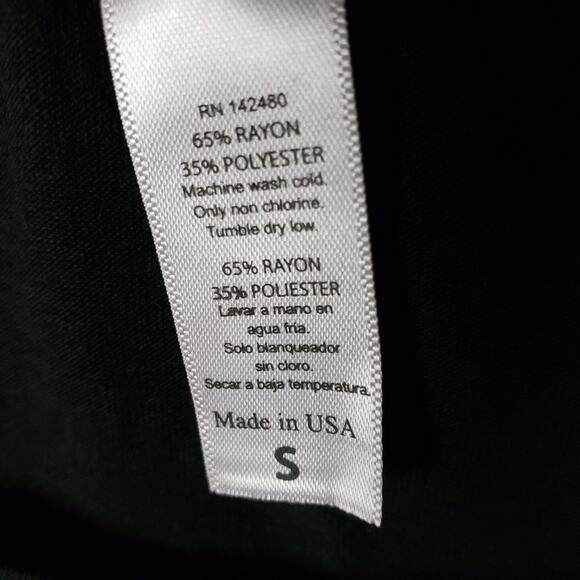 RN 142480
65% RAYON
35% POLYESTER
Machine wash cold.
Only non chlorine.
Tumble dry low.
65% RAYON
35% POLIESTER
Lavar a mano en
agua fria.
Solo blanqueador
sin cloro.
Secar a baja temperatura.
Made in USA
S